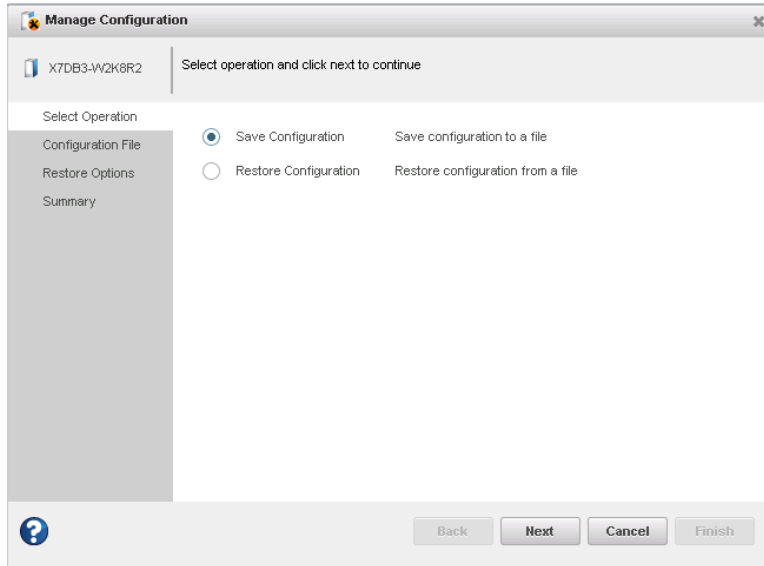 Manage Configuration
X7DB3-W2K8R2
Select operation and click next to continue
Select Operation
Configuration File
Restore Options
Summary
Save Configuration Save configuration to a file
Restore Configuration Restore configuration from a file
? Back Next Cancel Finish